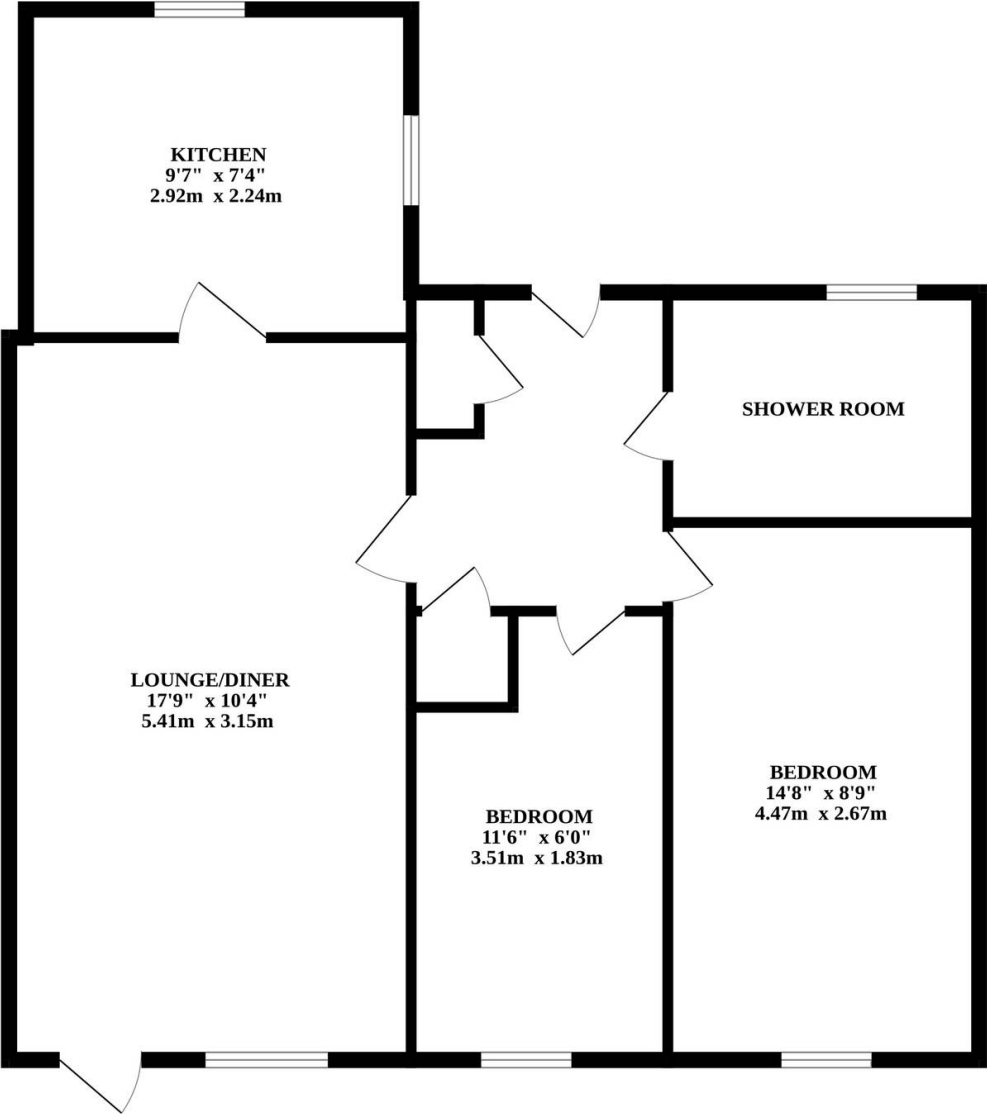 KITCHEN
9'7" x 7'4"
2.92m x 2.24m
SHOWER ROOM
LOUNGE/DINER
17'9" x 10'4"
5.41m x 3.15m
BEDROOM
14'8" x 8'9"
4.47m x 2.67m
BEDROOM
11'6" x 6'0"
3.51m x 1.83m